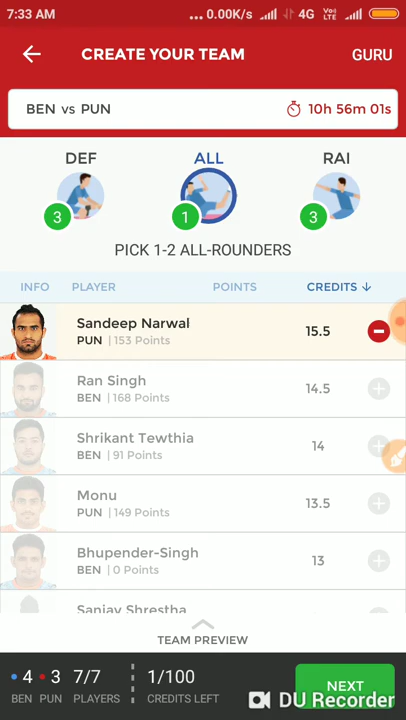 7:33 AM ... 0.00K/s 4G Vo) LTE
CREATE YOUR TEAM GURU
BEN vs PUN 10h 56m 01s
DEF ALL RAI
3 1 3
PICK 1-2 ALL-ROUNDERS
INFO PLAYER POINTS CREDITS ↓
Sandeep Narwal
PUN | 153 Points 15.5
Ran Singh
BEN | 168 Points 14.5
Shrikant Tewthia
BEN | 91 Points 14
Monu
PUN | 149 Points 13.5
Bhupender-Singh
BEN | 0 Points 13
Sanjay Shrestha
TEAM PREVIEW
4 3 7/7 1/100 NEXT
BEN PUN PLAYERS CREDITS LEFT
DU Recorder